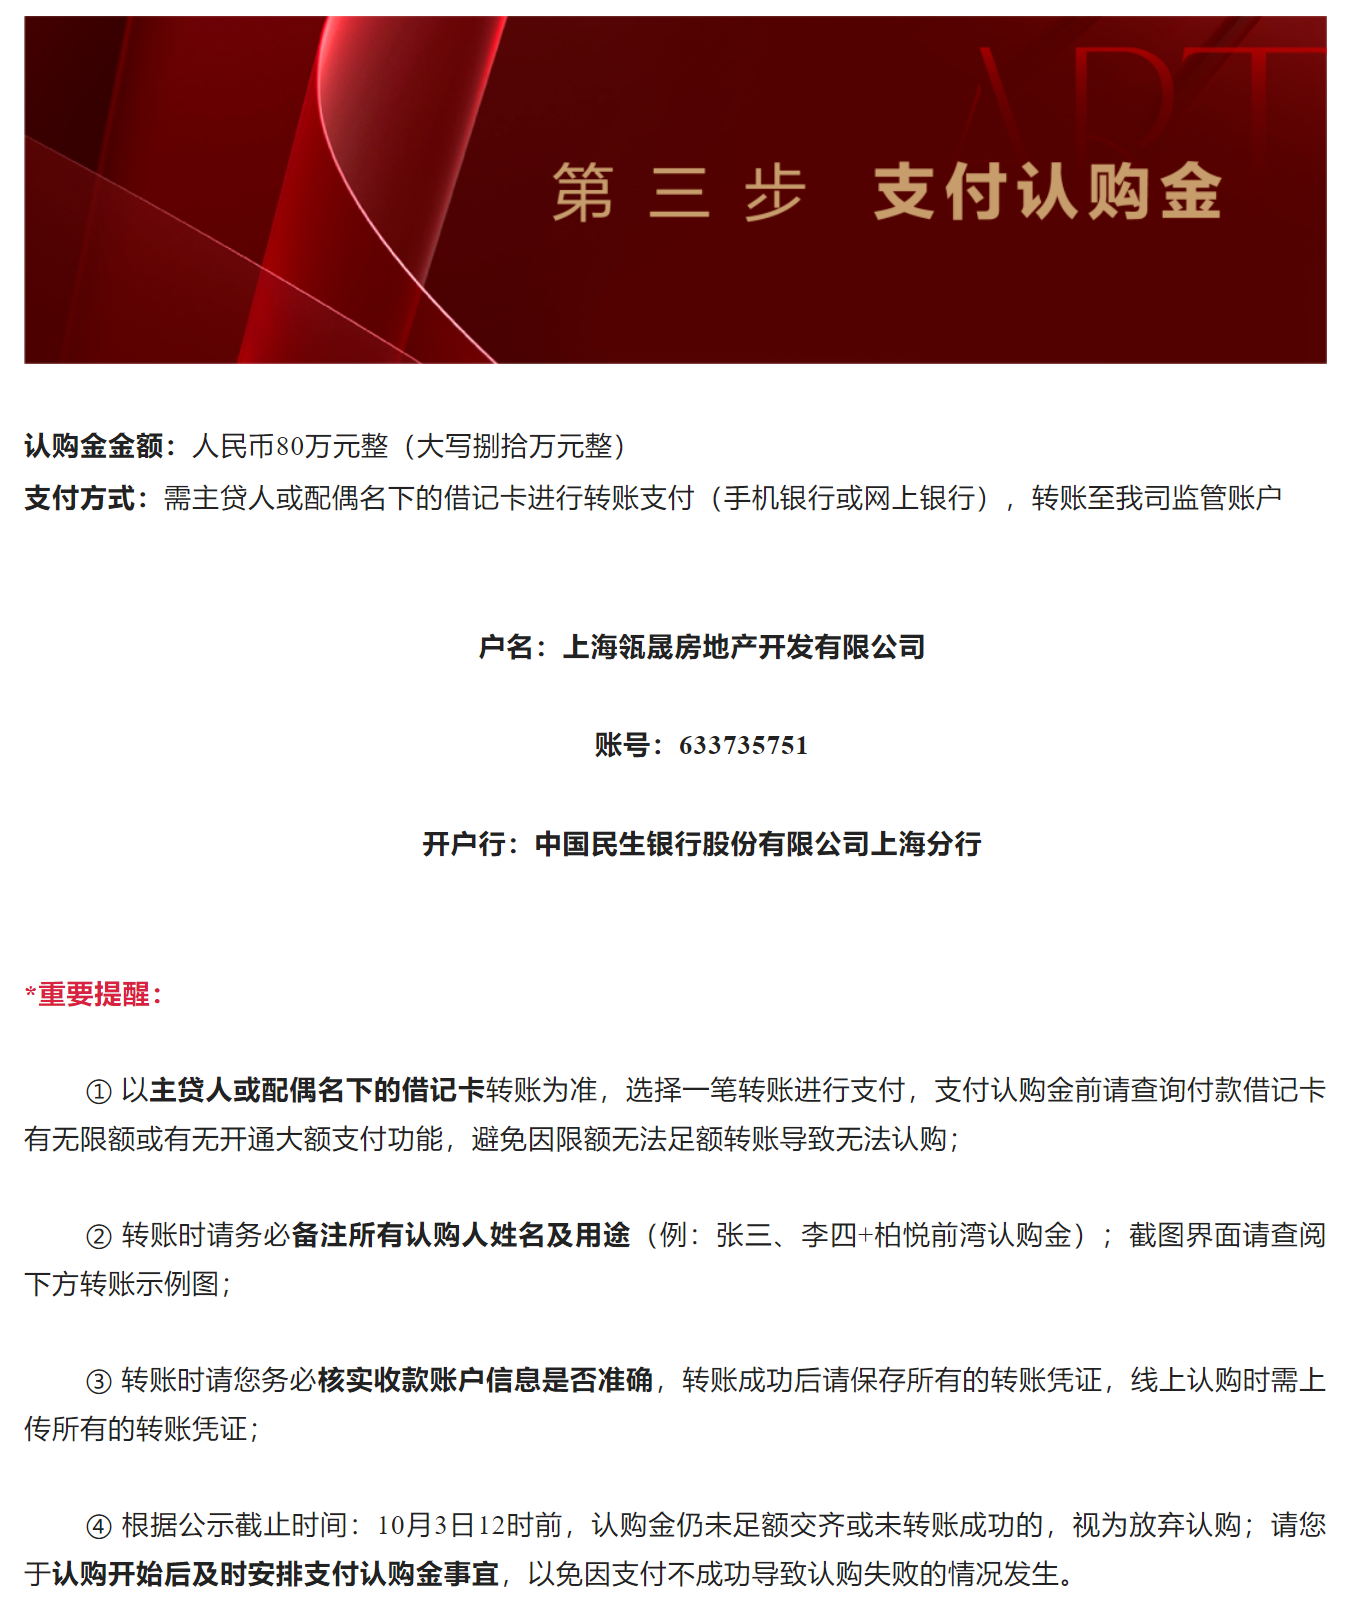 ART
第三步 支付认购金
认购金金额：人民币80万元整（大写捌拾万元整）
支付方式：需主贷人或配偶名下的借记卡进行转账支付（手机银行或网上银行），转账至我司监管账户
户名：上海瓴晟房地产开发有限公司
账号：633735751
开户行：中国民生银行股份有限公司上海分行
*重要提醒：
① 以主贷人或配偶名下的借记卡转账为准，选择一笔转账进行支付，支付认购金前请查询付款借记卡
有无限额或有无开通大额支付功能，避免因限额无法足额转账导致无法认购；
② 转账时请务必备注所有认购人姓名及用途（例：张三、李四+柏悦前湾认购金）；截图界面请查阅
下方转账示例图；
③ 转账时请您务必核实收款账户信息是否准确，转账成功后请保存所有的转账凭证，线上认购时需上
传所有的转账凭证；
④ 根据公示截止时间：10月3日12时前，认购金仍未足额交齐或未转账成功的，视为放弃认购；请您
于认购开始后及时安排支付认购金事宜，以免因支付不成功导致认购失败的情况发生。